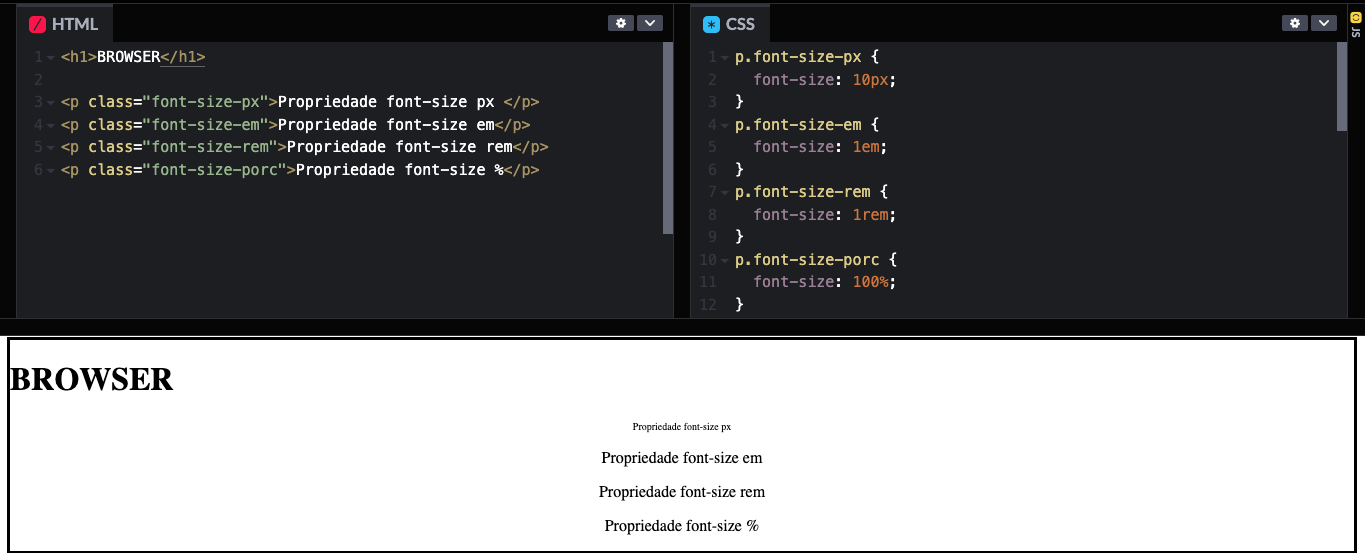 HTML
1 <h1>BROWSER</h1>
2
3 <p class="font-size-px">Propriedade font-size px </p>
4 <p class="font-size-em">Propriedade font-size em</p>
5 <p class="font-size-rem">Propriedade font-size rem</p>
6 <p class="font-size-porc">Propriedade font-size %</p>
CSS
1 p.font-size-px {
2 font-size: 10px;
3 }
4 p.font-size-em {
5 font-size: 1em;
6 }
7 p.font-size-rem {
8 font-size: 1rem;
9 }
10 p.font-size-porc {
11 font-size: 100%;
12 }
JS
BROWSER
Propriedade font-size px
Propriedade font-size em
Propriedade font-size rem
Propriedade font-size %